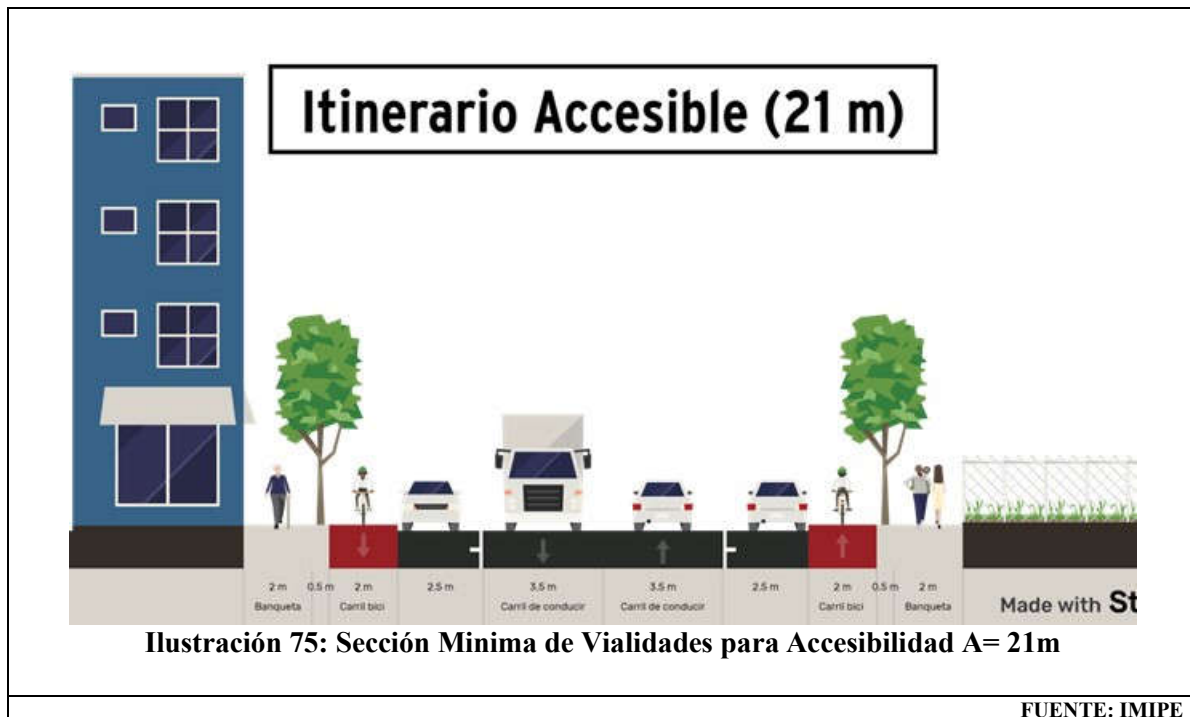 Itinerario Accesible (21 m)
2 m 0.5 m 2 m 2.5 m 3.5 m 3.5 m 2.5 m 2 m 0.5 m 2 m
Banqueta Carril bici Carril de conducir Carril de conducir Carril bici Banqueta
Made with St
Ilustración 75: Sección Minima de Vialidades para Accesibilidad A= 21m
FUENTE: IMIPE